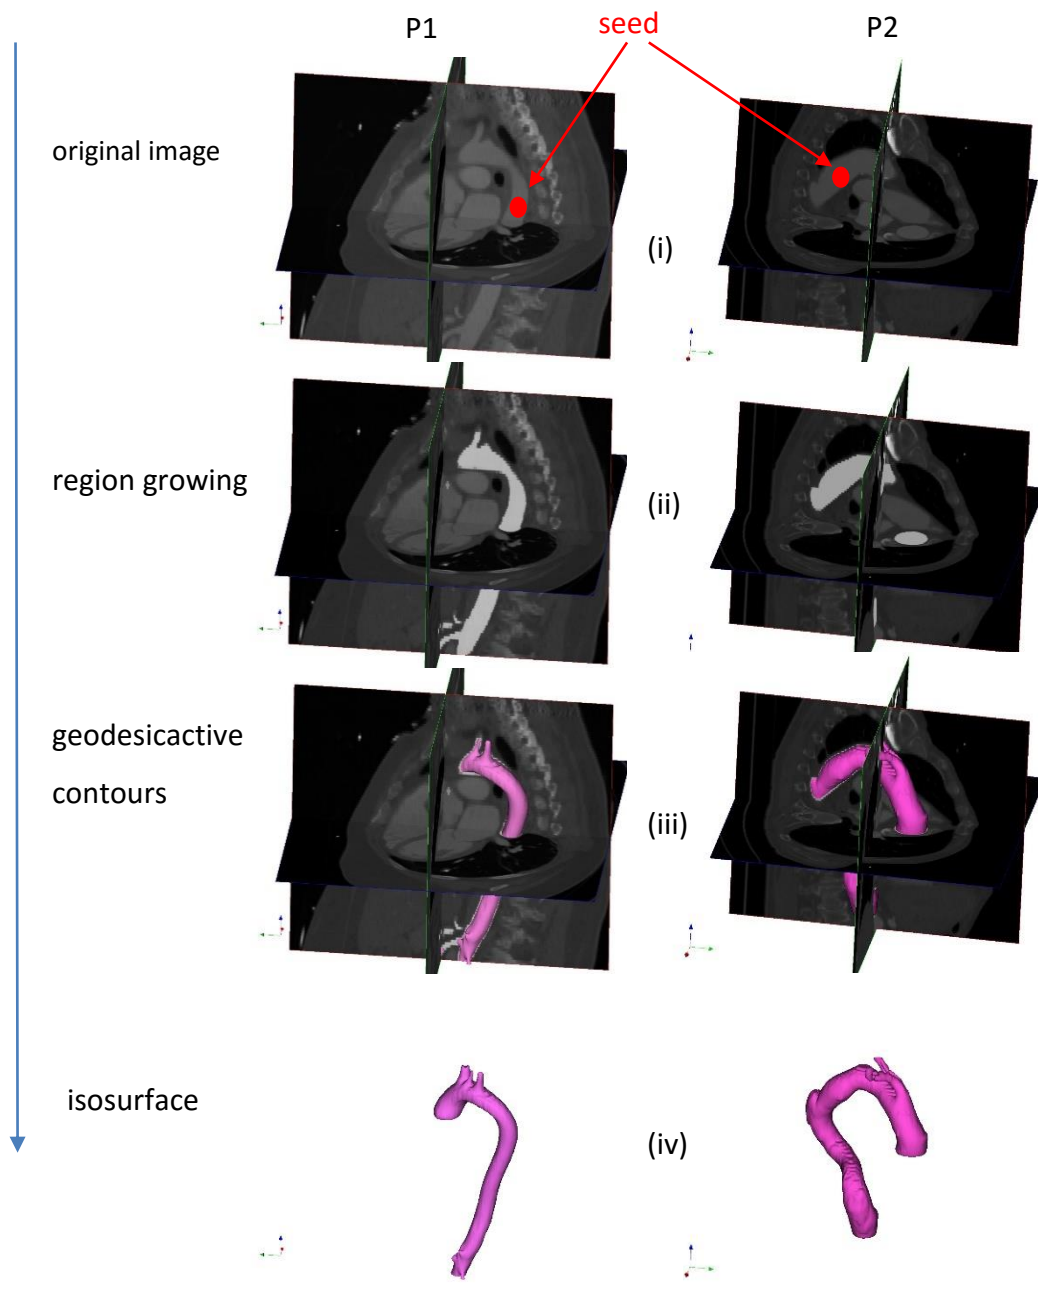 P1
seed
P2
original image
(i)
region growing
(ii)
geodesicactive
contours
(iii)
isosurface
(iv)